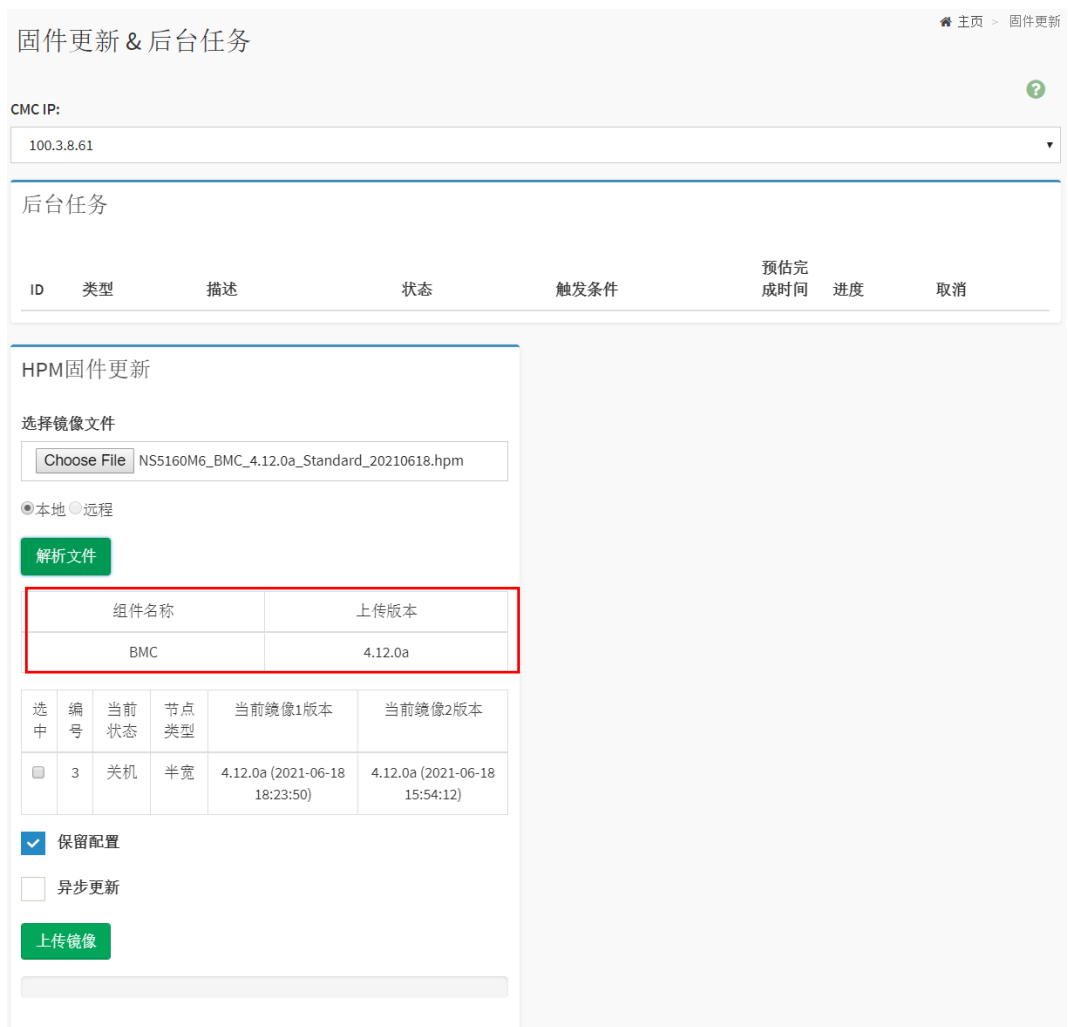 主页 > 固件更新
固件更新 & 后台任务
CMC IP:
100.3.8.61
后台任务
ID 类型 描述 状态 触发条件 预估完成时间 进度 取消
HPM固件更新
选择镜像文件
Choose File NS5160M6_BMC_4.12.0a_Standard_20210618.hpm
本地 远程
解析文件
组件名称 上传版本
BMC 4.12.0a
选中 编号 当前状态 节点类型 当前镜像1版本 当前镜像2版本
3 关机 半宽 4.12.0a (2021-06-18 18:23:50) 4.12.0a (2021-06-18 15:54:12)
保留配置
异步更新
上传镜像